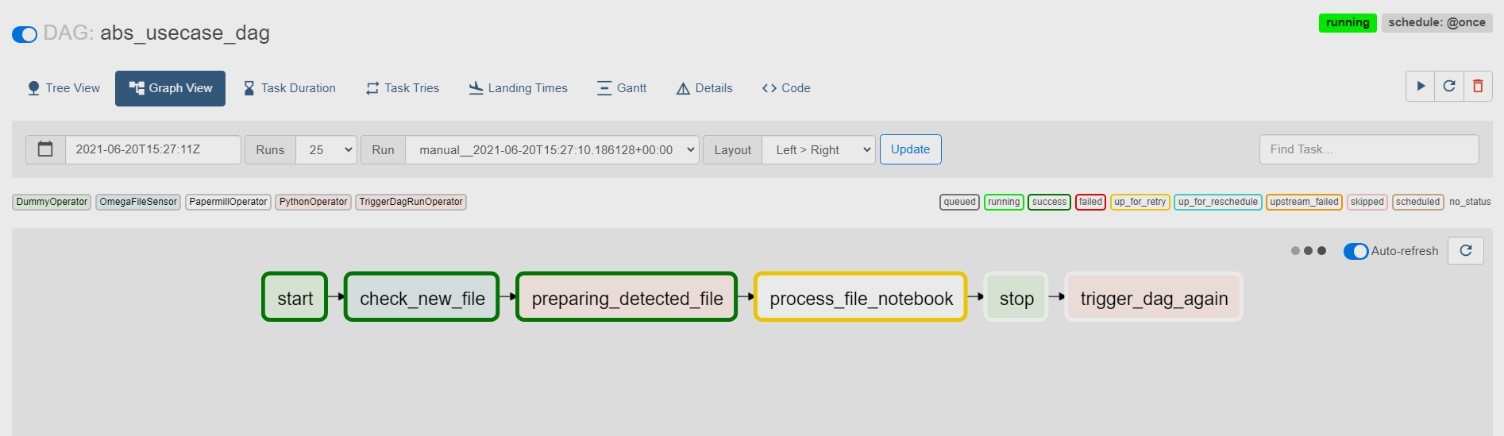 DAG: abs_usecase_dag
running schedule: @once
Tree View Graph View Task Duration Task Tries Landing Times Gantt Details Code
2021-06-20T15:27:11Z Runs 25 Run manual__2021-06-20T15:27:10.186128+00:00 Layout Left > Right Update Find Task...
DummyOperator OmegaFileSensor PapermillOperator PythonOperator TriggerDagRunOperator queued running success failed up_for_retry up_for_reschedule upstream_failed skipped scheduled no_status
Auto-refresh
start check_new_file preparing_detected_file process_file_notebook stop trigger_dag_again